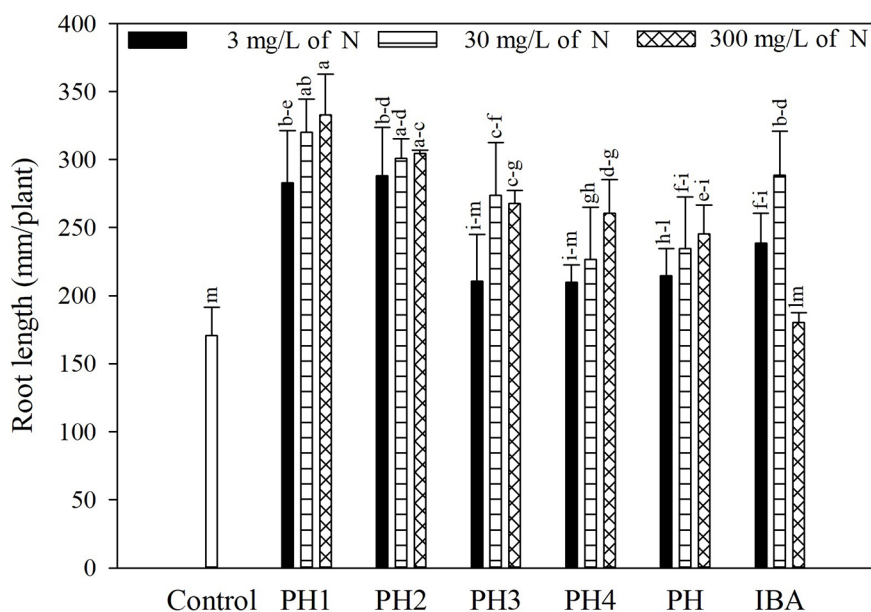 400
350
300
250
200
150
100
50
0
Root length (mm/plant)
3 mg/L of N 30 mg/L of N 300 mg/L of N
m
b-e
ab
a
b-d
a-d
a-c
i-m
c-f
c-g
i-m
gh
d-g
h-l
f-i
e-i
f-i
b-d
lm
Control PH1 PH2 PH3 PH4 PH IBA